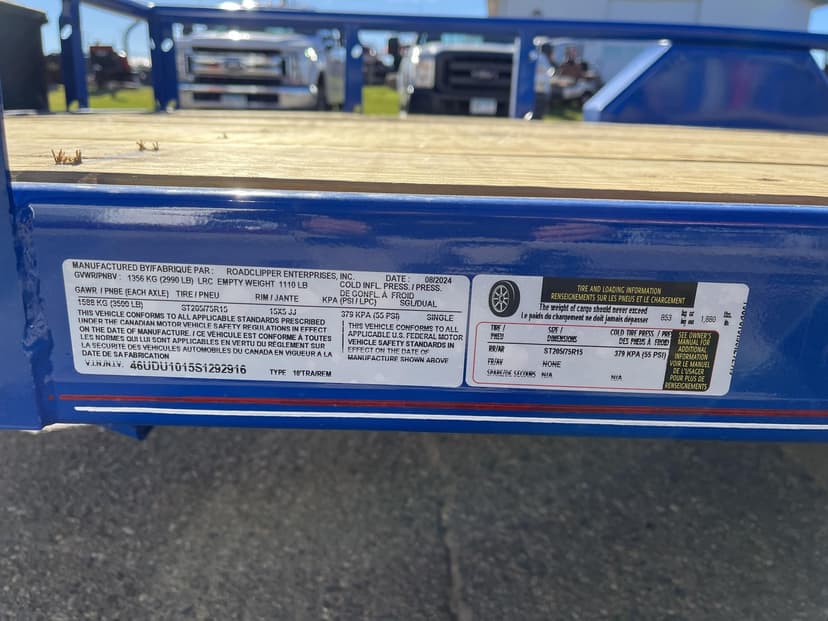 MANUFACTURED BY/FABRIQUÉ PAR : ROADCLIPPER ENTERPRISES, INC. DATE : 08/2024
GVWR/PNBV : 1356 KG (2990 LB) LRC EMPTY WEIGHT 1110 LB COLD INFL. PRESS. / PRESS.
DE GONFL. À FROID
GAWR / PNBE (EACH AXLE) TIRE / PNEU RIM / JANTE KPA (PSI / LPC) SGL/DUAL
1588 KG (3500 LB) ST205/75R15 15X5 JJ 379 KPA (55 PSI) SINGLE
THIS VEHICLE CONFORMS TO ALL APPLICABLE STANDARDS PRESCRIBED
UNDER THE CANADIAN MOTOR VEHICLE SAFETY REGULATIONS IN EFFECT
ON THE DATE OF MANUFACTURE. / CE VÉHICULE EST CONFORME À TOUTES
LES NORMES QUI LUI SONT APPLICABLES EN VERTU DU RÈGLEMENT SUR
LA SÉCURITÉ DES VÉHICULES AUTOMOBILES DU CANADA EN VIGUEUR A LA
DATE DE SA FABRICATION
THIS VEHICLE CONFORMS TO ALL
APPLICABLE U.S. FEDERAL MOTOR
VEHICLE SAFETY STANDARDS IN
EFFECT ON THE DATE OF
MANUFACTURE SHOWN ABOVE
V.I.N./N.I.V. 46UDU1015S1292916 TYPE 10'TRA/REM
TIRE AND LOADING INFORMATION
RENSEIGNEMENTS SUR LES PNEUS ET LE CHARGEMENT
The weight of cargo should never exceed
Le poids du chargement ne doit jamais dépasser
853 kg 1,880 lb
TIRE / PNEU SIZE / DIMENSIONS COLD TIRE PRESS / PRES DES PNEUS À FROID
RR/AR ST205/75R15 379 KPA (55 PSI)
FR/AV NONE
SPARE/DE SECOURS N/A N/A
SEE OWNER'S
MANUAL FOR
ADDITIONAL
INFORMATION
VOIR LE MANUEL
DE L'USAGER
POUR PLUS DE
RENSEIGNEMENTS